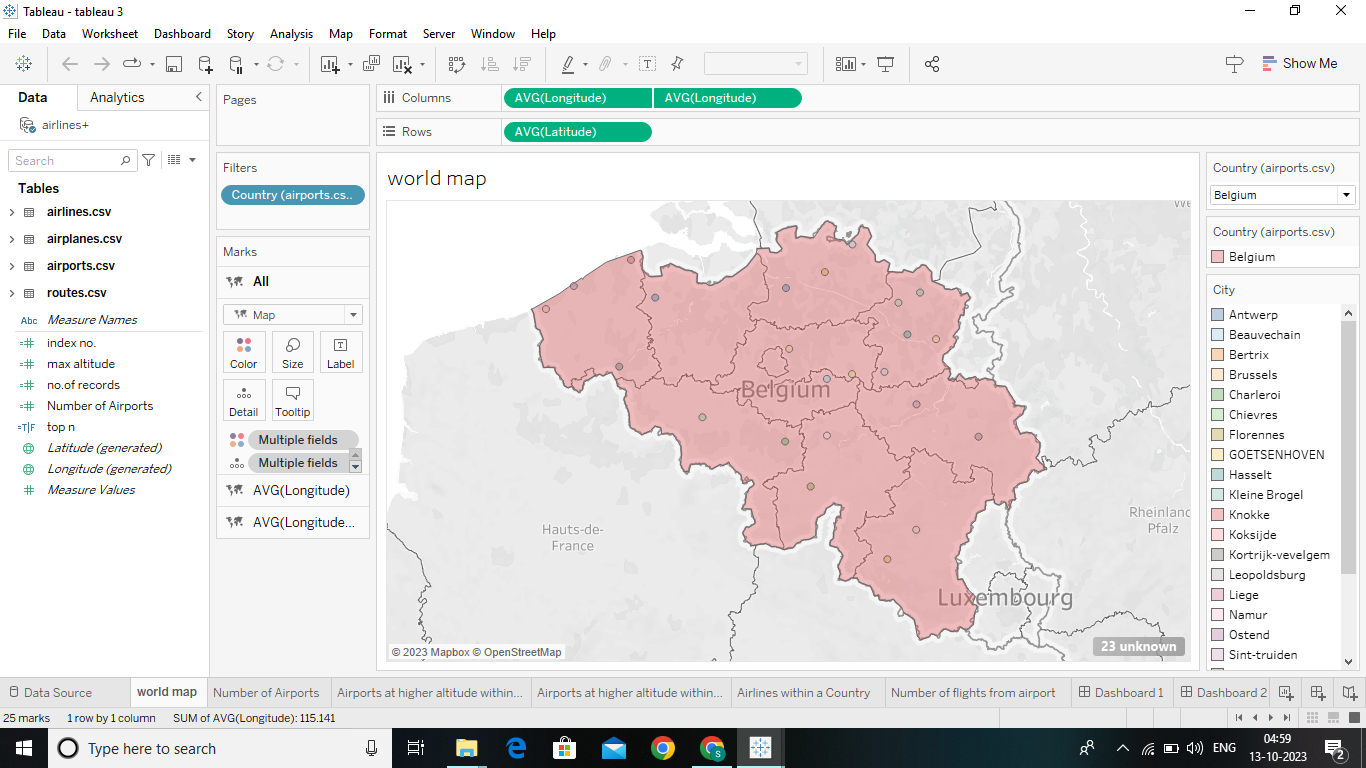 Tableau - tableau 3
File Data Worksheet Dashboard Story Analysis Map Format Server Window Help
Show Me
Data Analytics
airlines+
Search
Tables
airlines.csv
airplanes.csv
airports.csv
routes.csv
Abc Measure Names
index no.
max altitude
no.of records
Number of Airports
top n
Latitude (generated)
Longitude (generated)
Measure Values
Pages
Filters
Country (airports.cs..
Marks
All
Map
Color Size Label
Detail Tooltip
Multiple fields
Multiple fields
AVG(Longitude)
AVG(Longitude...
Columns AVG(Longitude) AVG(Longitude)
Rows AVG(Latitude)
world map
Belgium
Hauts-de-
France
Rheinland
Pfalz
Luxembourg
23 unknown
© 2023 Mapbox © OpenStreetMap
Country (airports.csv)
Belgium
Country (airports.csv)
Belgium
City
Antwerp
Beauvechain
Bertrix
Brussels
Charleroi
Chievres
Florennes
GOETSENHOVEN
Hasselt
Kleine Brogel
Knokke
Koksijde
Kortrijk-vevelgem
Leopoldsburg
Liege
Namur
Ostend
Sint-truiden
Data Source world map Number of Airports Airports at higher altitude within... Airports at higher altitude within... Airlines within a Country Number of flights from airport Dashboard 1 Dashboard 2
25 marks 1 row by 1 column SUM of AVG(Longitude): 115.141
Type here to search
ENG
04:59
13-10-2023
2